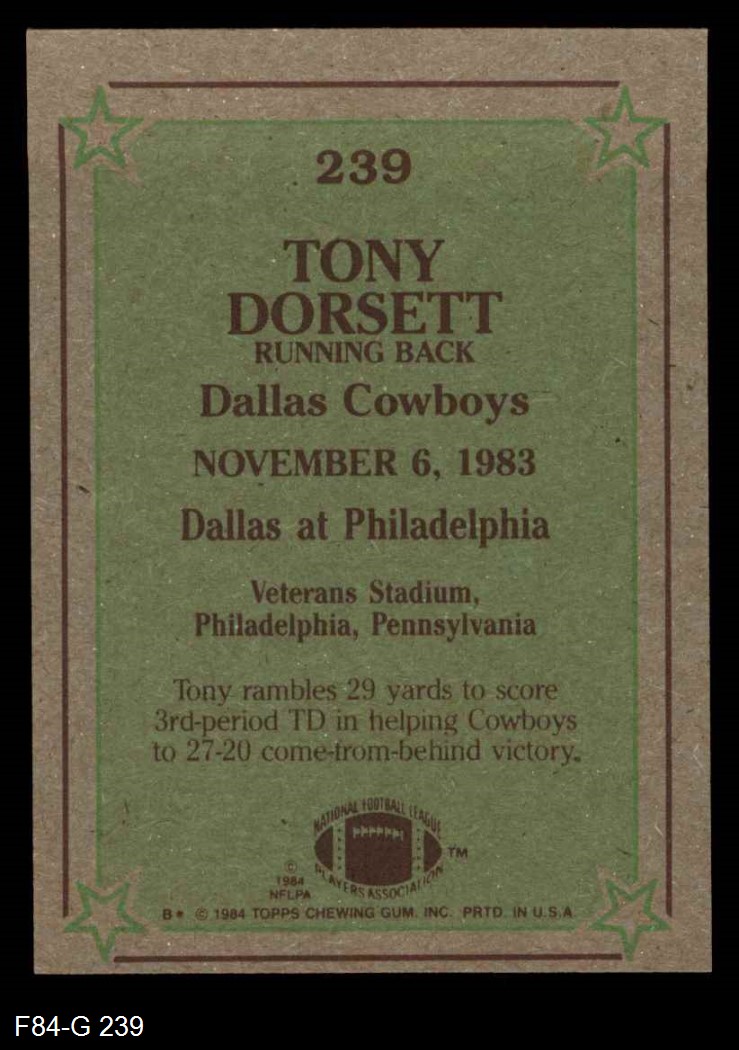 239
TONY
DORSETT
RUNNING BACK
Dallas Cowboys
NOVEMBER 6, 1983
Dallas at Philadelphia
Veterans Stadium,
Philadelphia, Pennsylvania
Tony rambles 29 yards to score
3rd-period TD in helping Cowboys
to 27-20 come-from-behind victory.
NATIONAL FOOTBALL LEAGUE
PLAYERS ASSOCIATION
TM
©
1984
NFLPA
B* © 1984 TOPPS CHEWING GUM, INC. PRTD. IN U.S.A.
F84-G 239